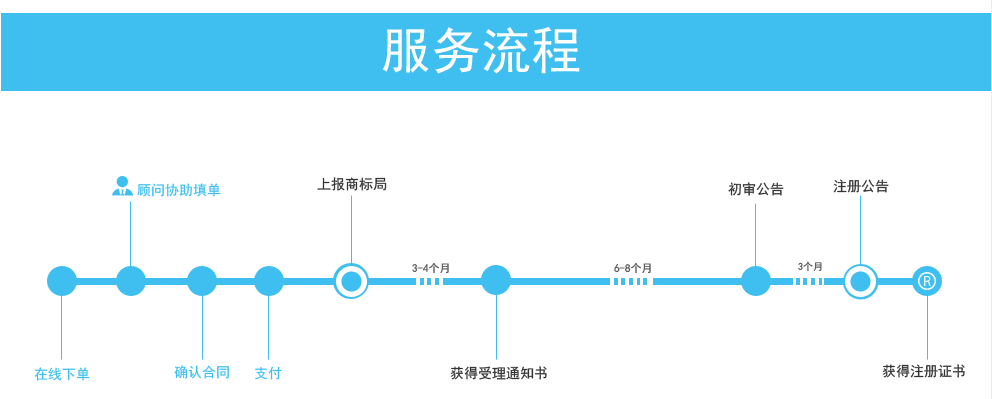 服务流程
顾问协助填单
上报商标局
初审公告
注册公告
3-4个月
6-8个月
3个月
®
在线下单
确认合同
支付
获得受理通知书
获得注册证书